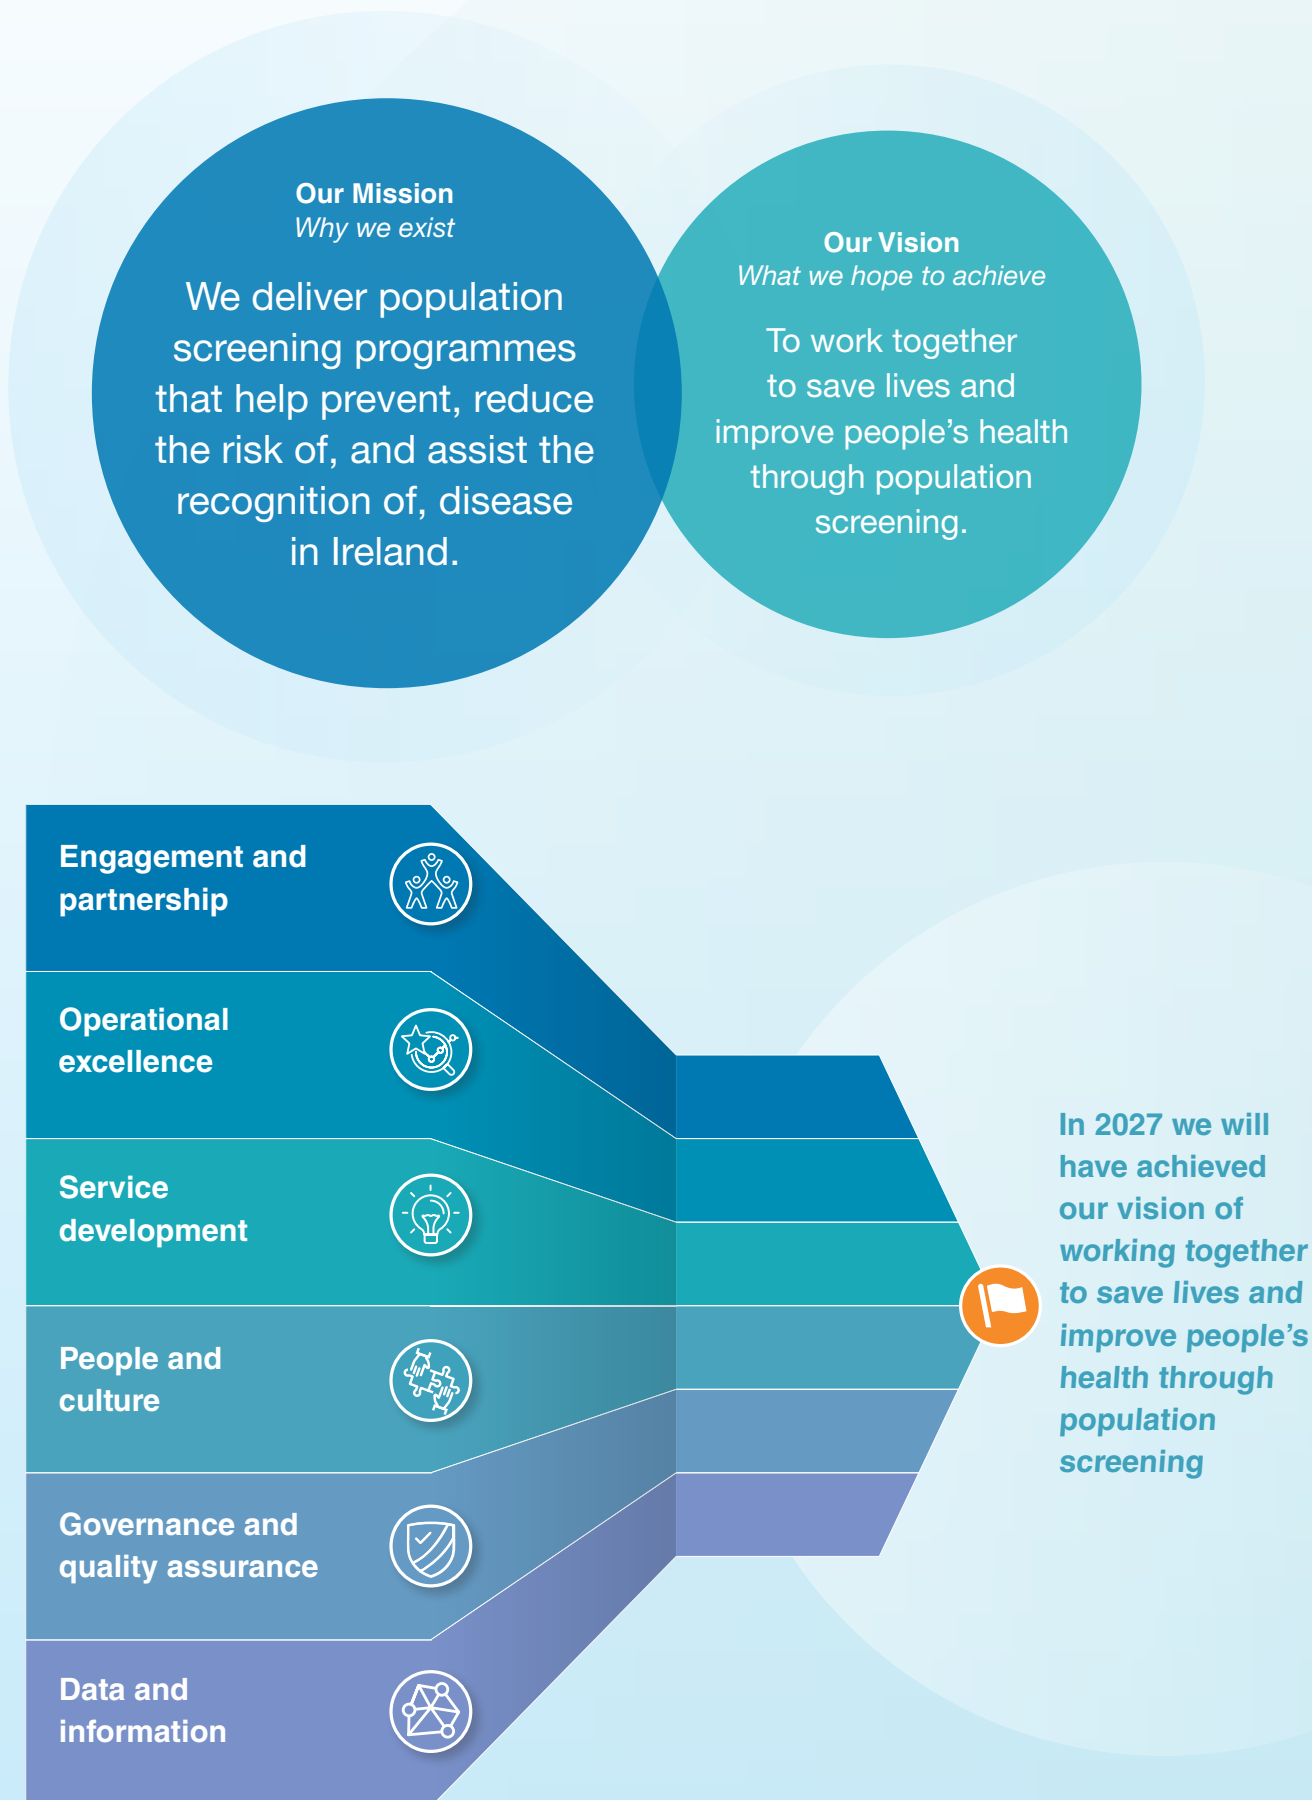 Our Mission
Why we exist
We deliver population
screening programmes
that help prevent, reduce
the risk of, and assist the
recognition of, disease
in Ireland.
Our Vision
What we hope to achieve
To work together
to save lives and
improve people’s health
through population
screening.
Engagement and
partnership
Operational
excellence
Service
development
People and
culture
Governance and
quality assurance
Data and
information
In 2027 we will
have achieved
our vision of
working together
to save lives and
improve people’s
health through
population
screening